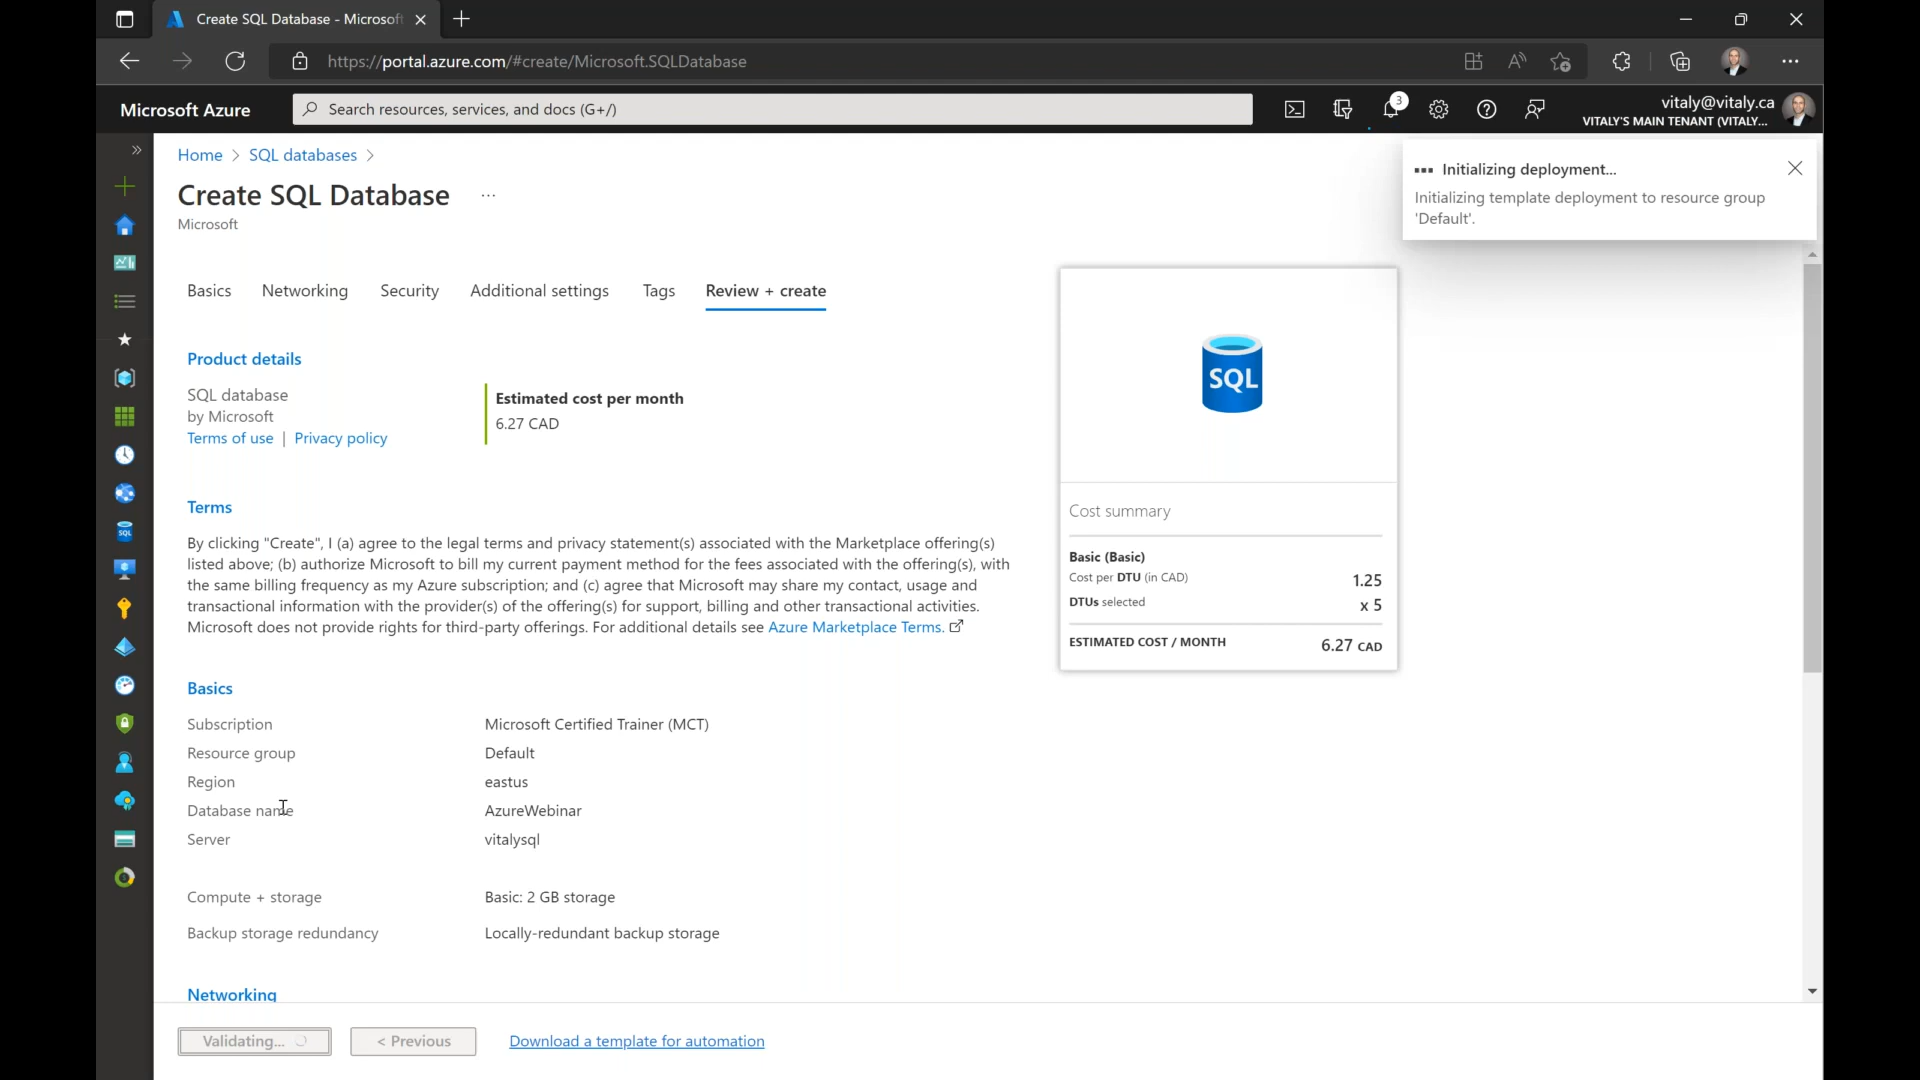 Create SQL Database - Microsof
https://portal.azure.com/#create/Microsoft.SQLDatabase
Microsoft Azure
Search resources, services, and docs (G+/)
3
vitaly@vitaly.ca
VITALY'S MAIN TENANT (VITALY...
Home > SQL databases >
Create SQL Database ...
Microsoft
Initializing deployment...
Initializing template deployment to resource group
'Default'.
Basics Networking Security Additional settings Tags Review + create
Product details
SQL database
by Microsoft
Terms of use | Privacy policy
Estimated cost per month
6.27 CAD
Terms
By clicking "Create", I (a) agree to the legal terms and privacy statement(s) associated with the Marketplace offering(s)
listed above; (b) authorize Microsoft to bill my current payment method for the fees associated with the offering(s), with
the same billing frequency as my Azure subscription; and (c) agree that Microsoft may share my contact, usage and
transactional information with the provider(s) of the offering(s) for support, billing and other transactional activities.
Microsoft does not provide rights for third-party offerings. For additional details see Azure Marketplace Terms.
Basics
Subscription Microsoft Certified Trainer (MCT)
Resource group Default
Region eastus
Database name AzureWebinar
Server vitalysql
Compute + storage Basic: 2 GB storage
Backup storage redundancy Locally-redundant backup storage
Networking
SQL
Cost summary
Basic (Basic)
Cost per DTU (in CAD) 1.25
DTUs selected x 5
ESTIMATED COST / MONTH 6.27 CAD
Validating... < Previous Download a template for automation
SQL